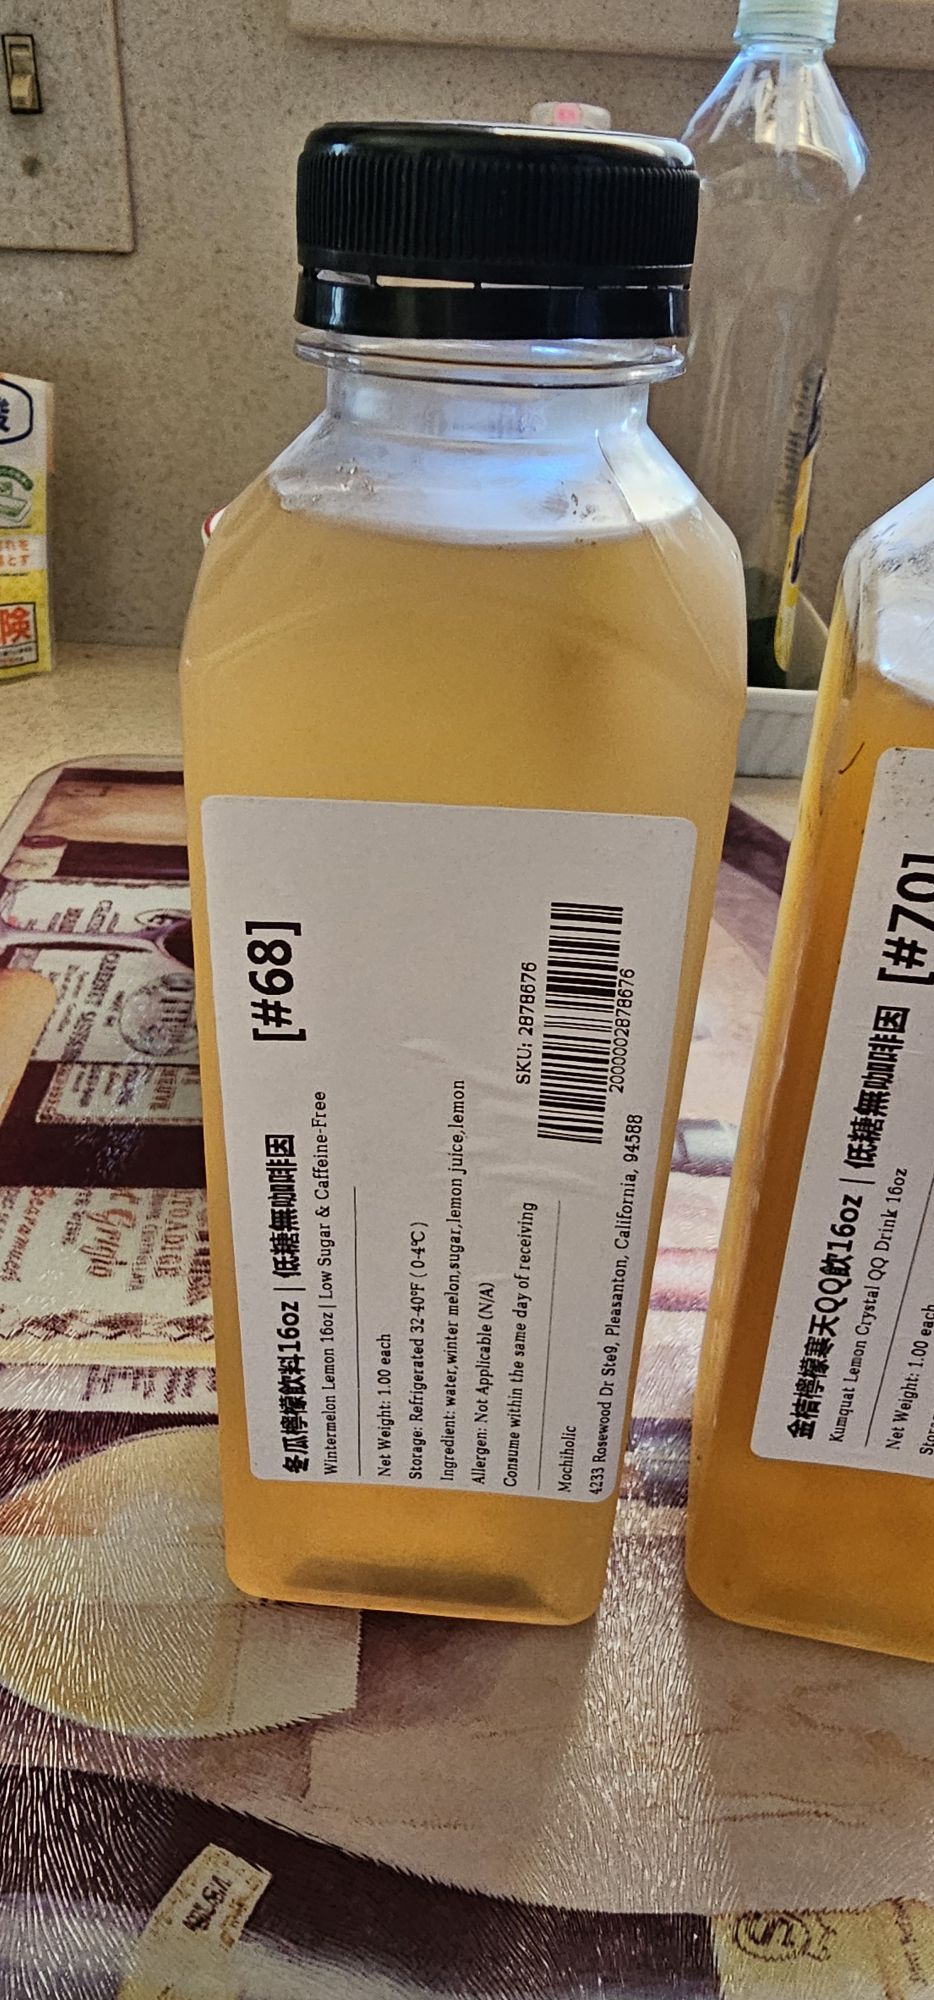 [#68]
冬瓜檸檬飲料16oz | 低糖無咖啡因
Wintermelon Lemon 16oz | Low Sugar & Caffeine-Free
Net Weight: 1.00 each
Storage: Refrigerated 32-40°F ( 0-4°C )
Ingredient: water,winter melon,sugar,lemon juice,lemon
Allergen: Not Applicable (N/A)
Consume within the same day of receiving
SKU: 2878676
2000002878676
Mochiholic
4233 Rosewood Dr Ste9, Pleasanton, California, 94588
[#70]
金桔檸檬寒天QQ飲16oz | 低糖無咖啡因
Kumquat Lemon Crystal QQ Drink 16oz
Net Weight: 1.00 each
険